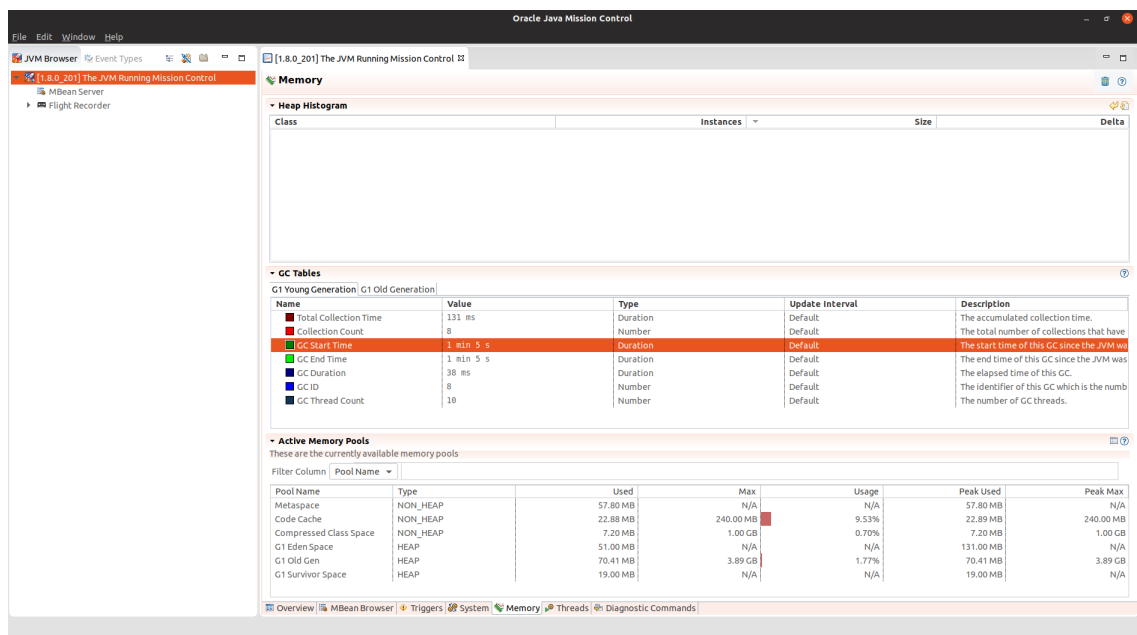 Oracle Java Mission Control
File Edit Window Help
JVM Browser Event Types
[1.8.0_201] The JVM Running Mission Control
MBean Server
Flight Recorder
[1.8.0_201] The JVM Running Mission Control
Memory
Heap Histogram
Class Instances Size Delta
GC Tables
G1 Young Generation G1 Old Generation
Name Value Type Update Interval Description
Total Collection Time 131 ms Duration Default The accumulated collection time.
Collection Count 8 Number Default The total number of collections that have
GC Start Time 1 min 5 s Duration Default The start time of this GC since the JVM wa
GC End Time 1 min 5 s Duration Default The end time of this GC since the JVM was
GC Duration 38 ms Duration Default The elapsed time of this GC.
GC ID 8 Number Default The identifier of this GC which is the numb
GC Thread Count 10 Number Default The number of GC threads.
Active Memory Pools
These are the currently available memory pools
Filter Column Pool Name
Pool Name Type Used Max Usage Peak Used Peak Max
Metaspace NON_HEAP 57.80 MB N/A N/A 57.80 MB N/A
Code Cache NON_HEAP 22.88 MB 240.00 MB 9.53% 22.89 MB 240.00 MB
Compressed Class Space NON_HEAP 7.20 MB 1.00 GB 0.70% 7.20 MB 1.00 GB
G1 Eden Space HEAP 51.00 MB N/A N/A 131.00 MB N/A
G1 Old Gen HEAP 70.41 MB 3.89 GB 1.77% 70.41 MB 3.89 GB
G1 Survivor Space HEAP 19.00 MB N/A N/A 19.00 MB N/A
Overview MBean Browser Triggers System Memory Threads Diagnostic Commands